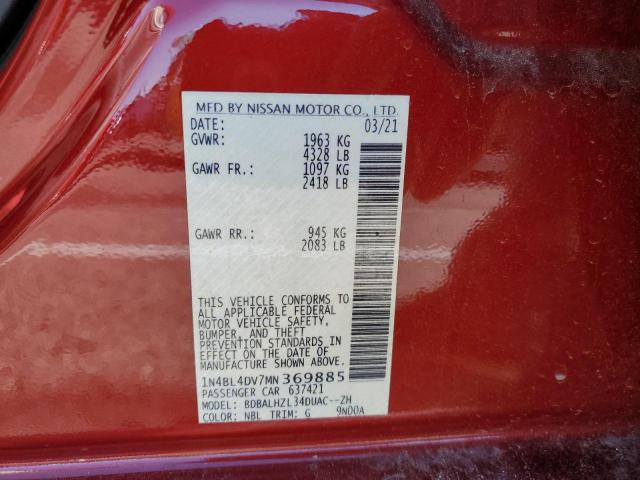 MFD BY NISSAN MOTOR CO., LTD.
DATE: 03/21
GVWR: 1963 KG
4328 LB
GAWR FR.: 1097 KG
2418 LB
GAWR RR.: 945 KG
2083 LB
THIS VEHICLE CONFORMS TO
ALL APPLICABLE FEDERAL
MOTOR VEHICLE SAFETY,
BUMPER, AND THEFT
PREVENTION STANDARDS IN
EFFECT ON THE DATE OF
MANUFACTURE SHOWN ABOVE.
1N4BL4DV7MN369885
PASSENGER CAR 637421
MODEL: BDBALHZL34DUAC--ZH
COLOR: NBL TRIM: G 9N00A